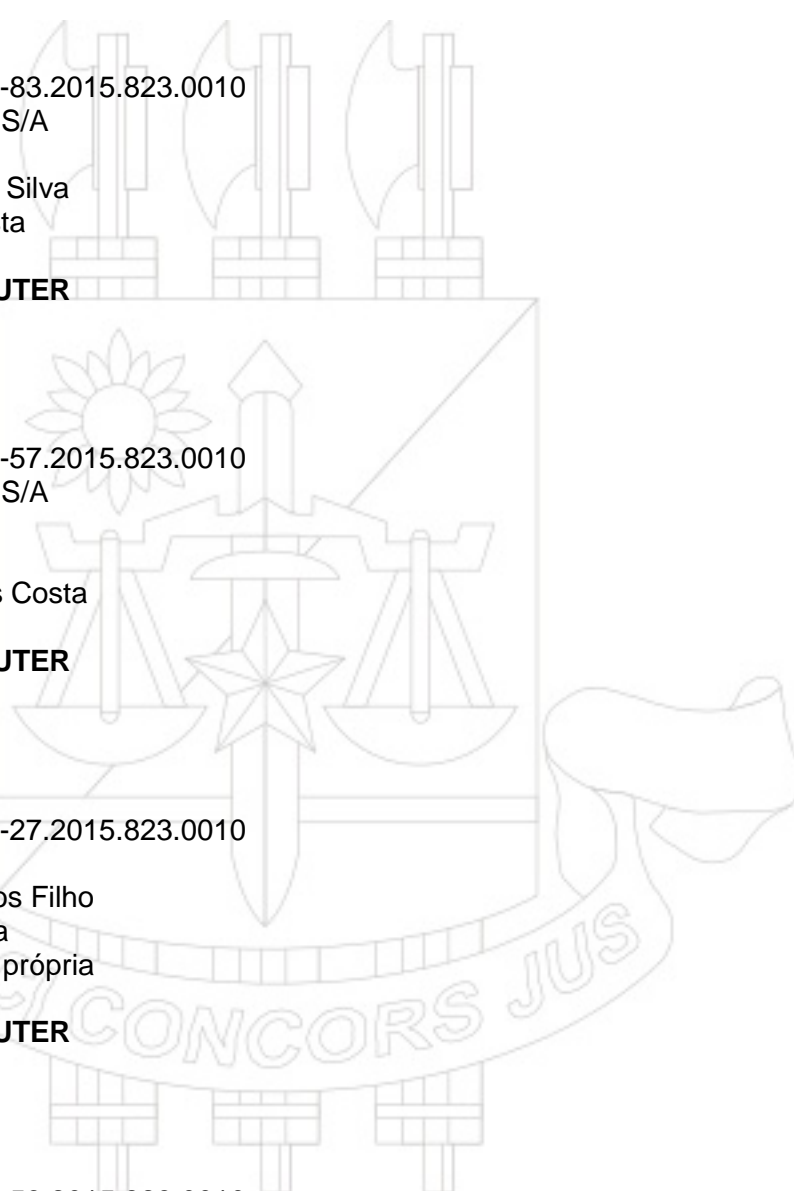 -83.2015.823.0010
S/A
Silva
ta
UTER
-57.2015.823.0010
S/A
s Costa
UTER
-27.2015.823.0010
os Filho
a
própria
UTER
CONCORS JUS